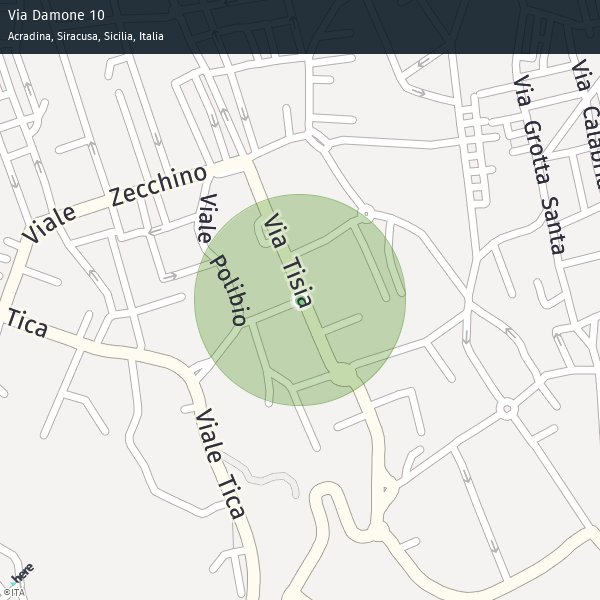 Via Damone 10
Acradina, Siracusa, Sicilia, Italia
Via Grotta Santa
Via Calabria
Viale Zecchino
Viale Polibio
Via Tisia
Tica
Viale Tica
here
©ITA